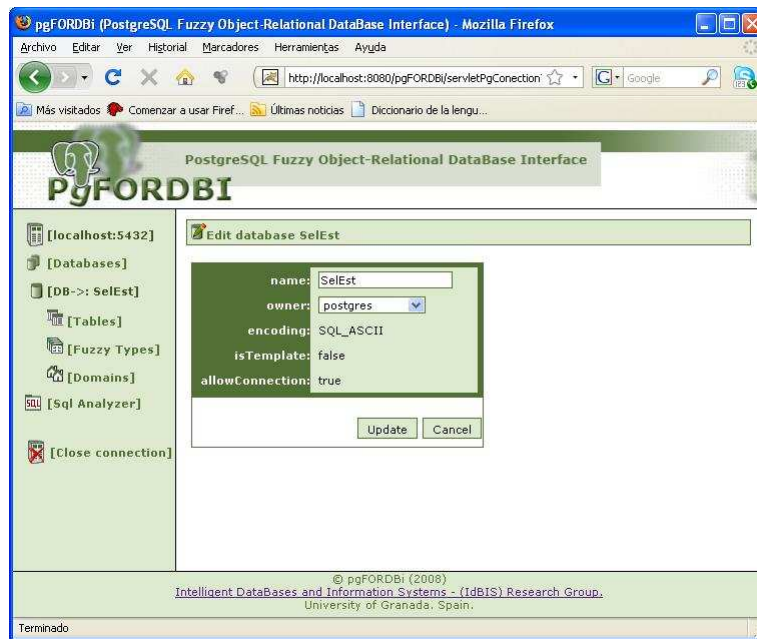 pgFORDBi (PostgreSQL Fuzzy Object-Relational DataBase Interface) - Mozilla Firefox
Archivo Editar Ver Historial Marcadores Herramientas Ayuda
http://localhost:8080/pgFORDBi/servletPgConection
G Google
Más visitados Comenzar a usar Firef... Últimas noticias Diccionario de la lengu...
PostgreSQL Fuzzy Object-Relational DataBase Interface
PgFORDBI
[localhost:5432]
[Databases]
[DB->: SelEst]
[Tables]
[Fuzzy Types]
[Domains]
SQL [Sql Analyzer]
[Close connection]
Edit database SelEst
name: SelEst
owner: postgres
encoding: SQL_ASCII
isTemplate: false
allowConnection: true
Update Cancel
© pgFORDBi (2008)
Intelligent DataBases and Information Systems - (IdBIS) Research Group.
University of Granada. Spain.
Terminado